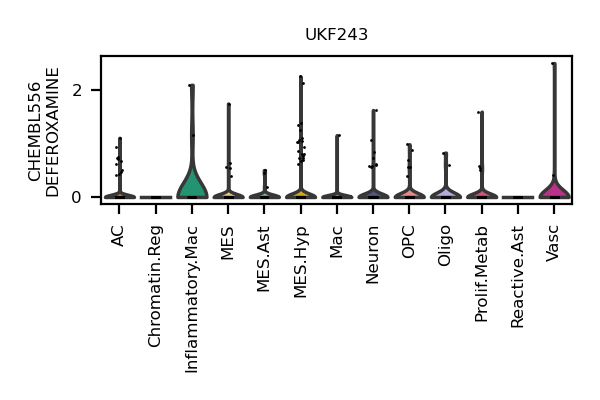 UKF243
CHEMBL556
DEFEROXAMINE
2
0
AC
Chromatin.Reg
Inflammatory.Mac
MES
MES.Ast
MES.Hyp
Mac
Neuron
OPC
Oligo
Prolif.Metab
Reactive.Ast
Vasc